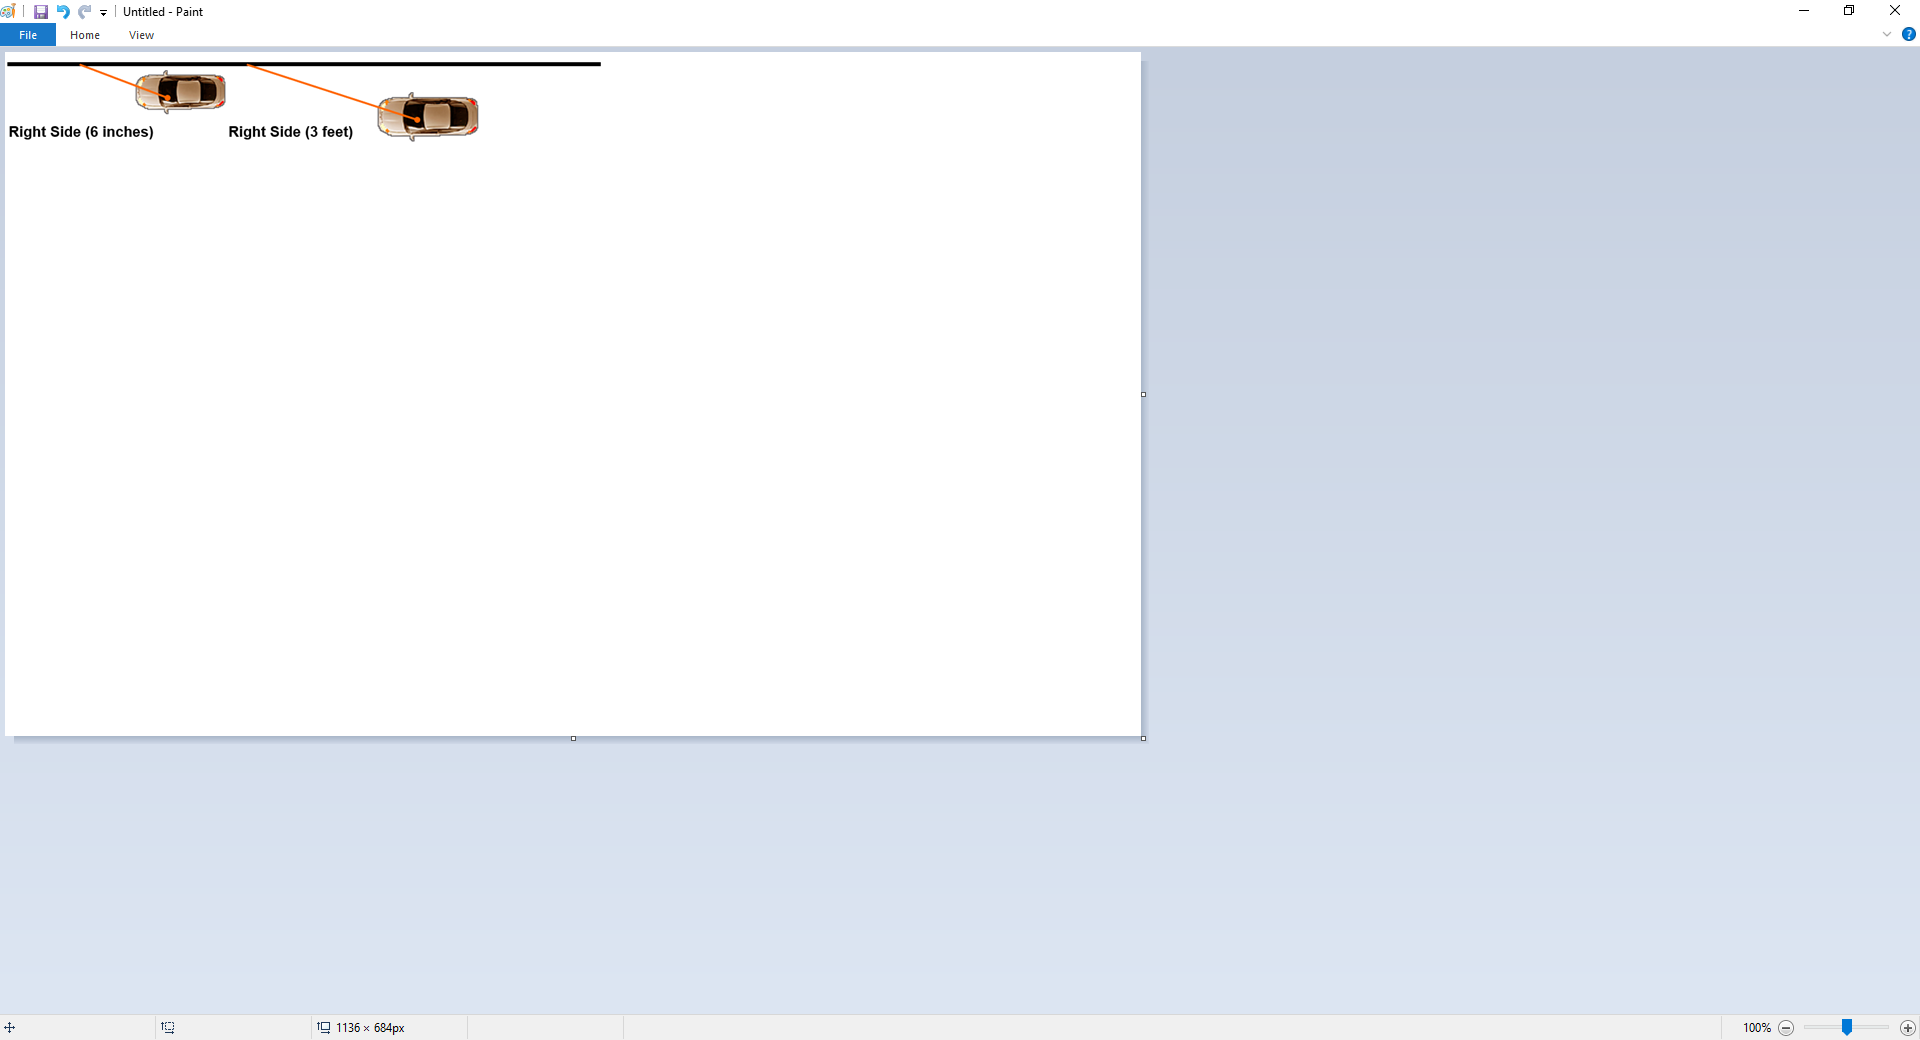 Untitled - Paint
File Home View
Right Side (6 inches) Right Side (3 feet)
1136 × 684px 100%